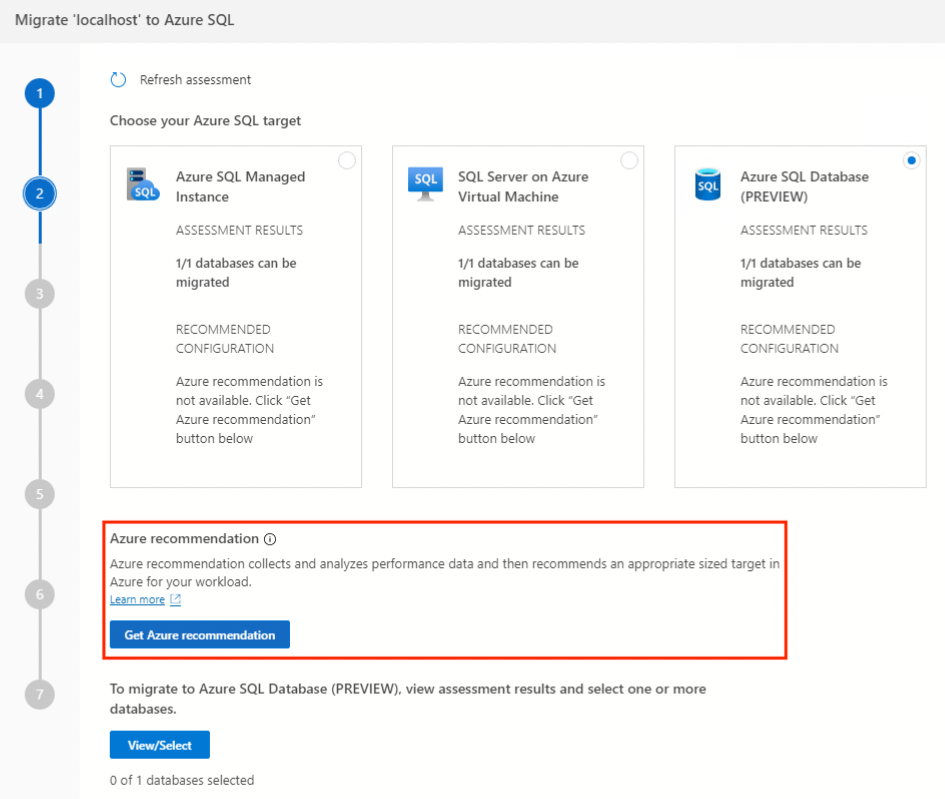 Migrate 'localhost' to Azure SQL
1
2
3
4
5
6
7
Refresh assessment
Choose your Azure SQL target
SQL
Azure SQL Managed
Instance
ASSESSMENT RESULTS
1/1 databases can be
migrated
RECOMMENDED
CONFIGURATION
Azure recommendation is
not available. Click “Get
Azure recommendation”
button below
SQL
SQL Server on Azure
Virtual Machine
ASSESSMENT RESULTS
1/1 databases can be
migrated
RECOMMENDED
CONFIGURATION
Azure recommendation is
not available. Click “Get
Azure recommendation”
button below
SQL
Azure SQL Database
(PREVIEW)
ASSESSMENT RESULTS
1/1 databases can be
migrated
RECOMMENDED
CONFIGURATION
Azure recommendation is
not available. Click “Get
Azure recommendation”
button below
Azure recommendation
Azure recommendation collects and analyzes performance data and then recommends an appropriate sized target in
Azure for your workload.
Learn more
Get Azure recommendation
To migrate to Azure SQL Database (PREVIEW), view assessment results and select one or more
databases.
View/Select
0 of 1 databases selected